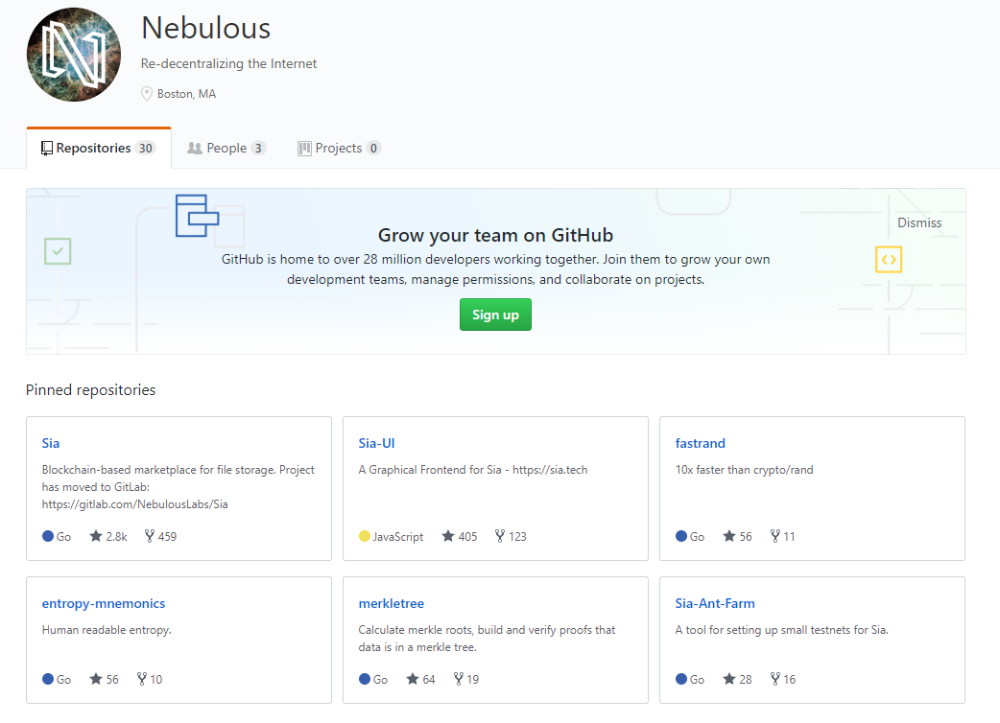 Nebulous
Re-decentralizing the Internet
Boston, MA
Repositories 30 People 3 Projects 0
Dismiss
Grow your team on GitHub
GitHub is home to over 28 million developers working together. Join them to grow your own
development teams, manage permissions, and collaborate on projects.
Sign up
Pinned repositories
Sia
Blockchain-based marketplace for file storage. Project
has moved to GitLab:
https://gitlab.com/NebulousLabs/Sia
Go 2.8k 459
Sia-UI
A Graphical Frontend for Sia - https://sia.tech
JavaScript 405 123
fastrand
10x faster than crypto/rand
Go 56 11
entropy-mnemonics
Human readable entropy.
Go 56 10
merkletree
Calculate merkle roots, build and verify proofs that
data is in a merkle tree.
Go 64 19
Sia-Ant-Farm
A tool for setting up small testnets for Sia.
Go 28 16